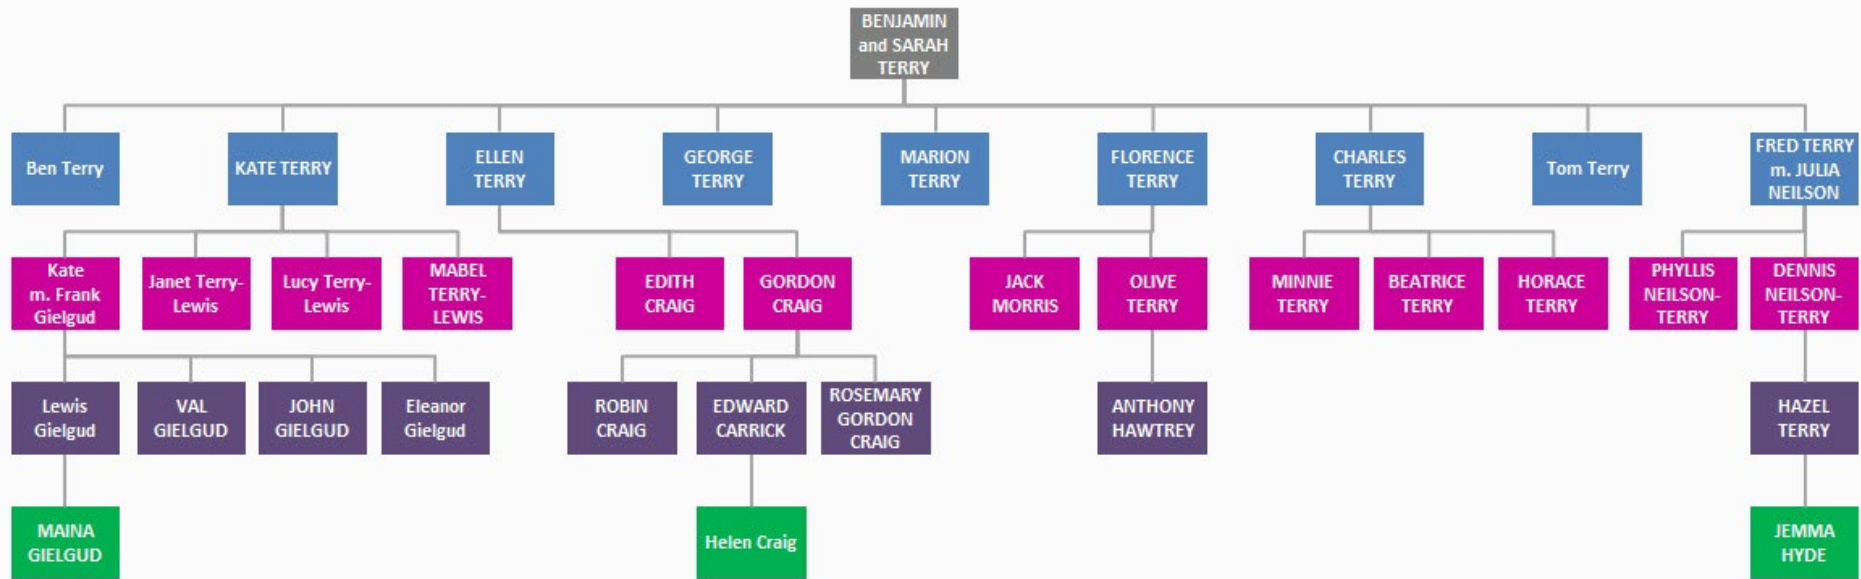 BENJAMIN
and SARAH
TERRY
Ben Terry
KATE TERRY
ELLEN
TERRY
GEORGE
TERRY
MARION
TERRY
FLORENCE
TERRY
CHARLES
TERRY
Tom Terry
FRED TERRY
m. JULIA
NEILSON
Kate
m. Frank
Gielgud
Janet Terry-
Lewis
Lucy Terry-
Lewis
MABEL
TERRY-
LEWIS
EDITH
CRAIG
GORDON
CRAIG
JACK
MORRIS
OLIVE
TERRY
MINNIE
TERRY
BEATRICE
TERRY
HORACE
TERRY
PHYLLIS
NEILSON-
TERRY
DENNIS
NEILSON-
TERRY
Lewis
Gielgud
VAL
GIELGUD
JOHN
GIELGUD
Eleanor
Gielgud
ROBIN
CRAIG
EDWARD
CARRICK
ROSEMARY
GORDON
CRAIG
ANTHONY
HAWTREY
HAZEL
TERRY
MAINA
GIELGUD
Helen Craig
JEMMA
HYDE